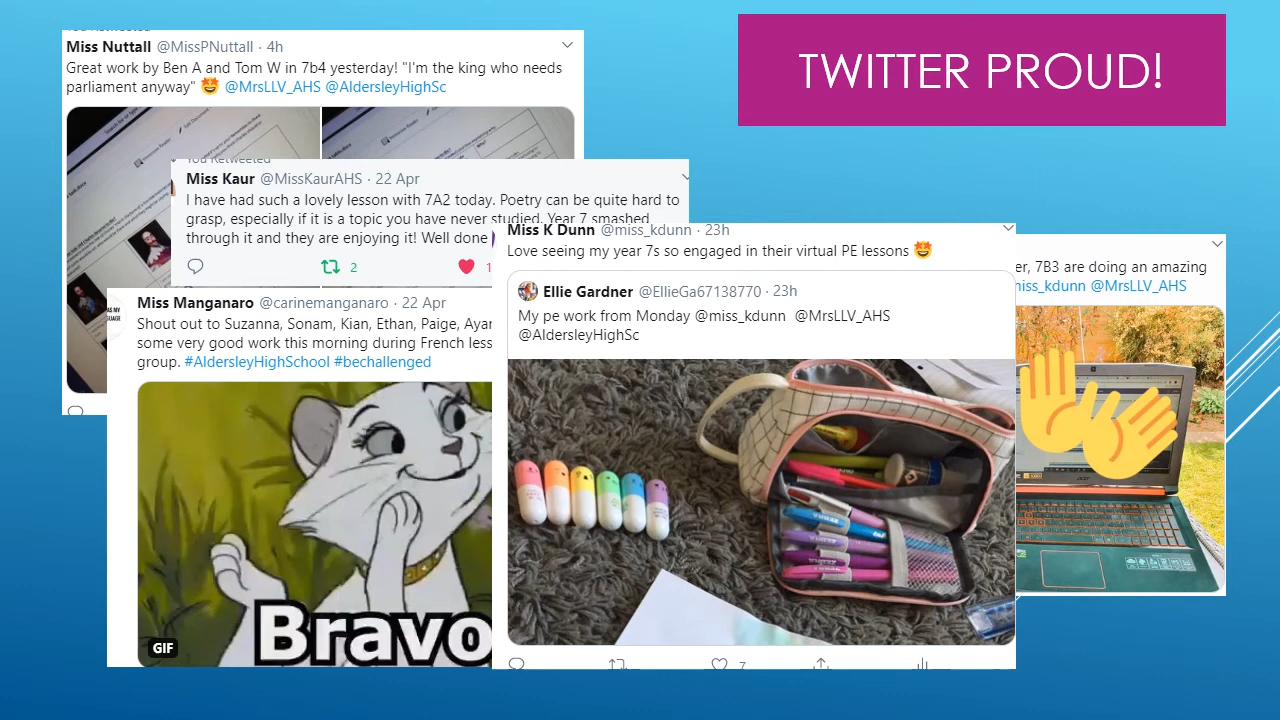 TWITTER PROUD!
Miss Nuttall @MissPNuttall · 4h
Great work by Ben A and Tom W in 7b4 yesterday! "I'm the king who needs
parliament anyway" 🤩 @MrsLLV_AHS @AldersleyHighSc
You Retweeted
Miss Kaur @MissKaurAHS · 22 Apr
I have had such a lovely lesson with 7A2 today. Poetry can be quite hard to
grasp, especially if it is a topic you have never studied. Year 7 smashed
through it and they are enjoying it! Well done
2
1
Miss Manganaro @carinemanganaro · 22 Apr
Shout out to Suzanna, Sonam, Kian, Ethan, Paige, Ayar
some very good work this morning during French less
group. #AldersleyHighSchool #bechallenged
Bravo
GIF
Miss K Dunn @miss_kdunn · 23h
Love seeing my year 7s so engaged in their virtual PE lessons 🤩
Ellie Gardner @EllieGa67138770 · 23h
My pe work from Monday @miss_kdunn @MrsLLV_AHS
@AldersleyHighSc
7
er, 7B3 are doing an amazing
miss_kdunn @MrsLLV_AHS
acer